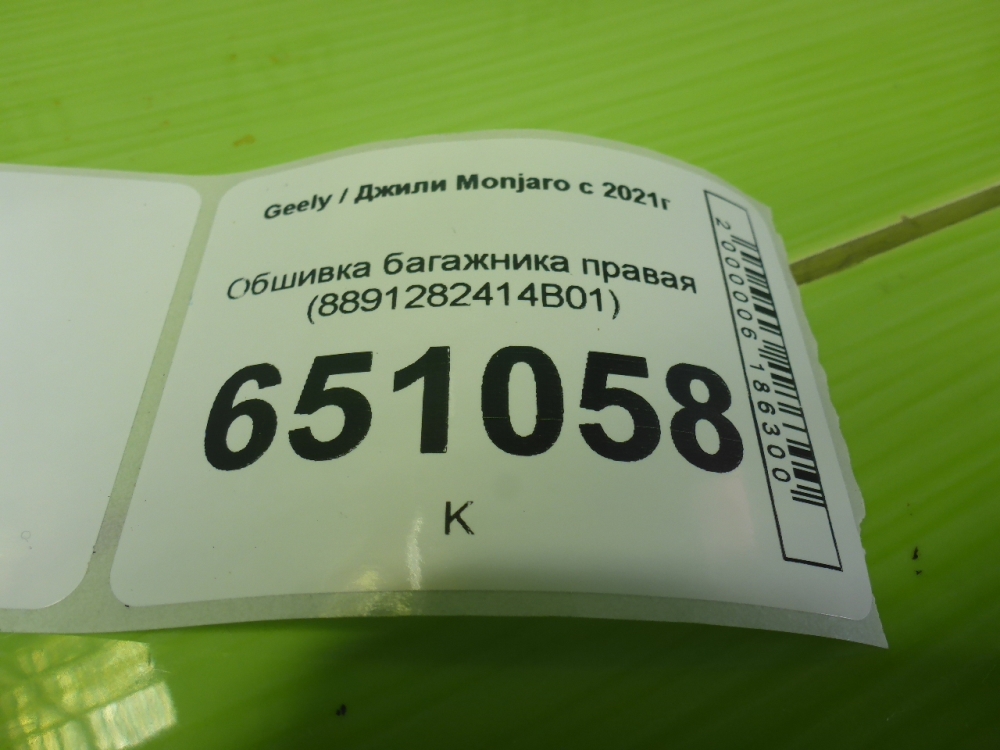 Geely / Джили Monjaro с 2021г
Обшивка багажника правая
(8891282414B01)
651058
К
2000006186300